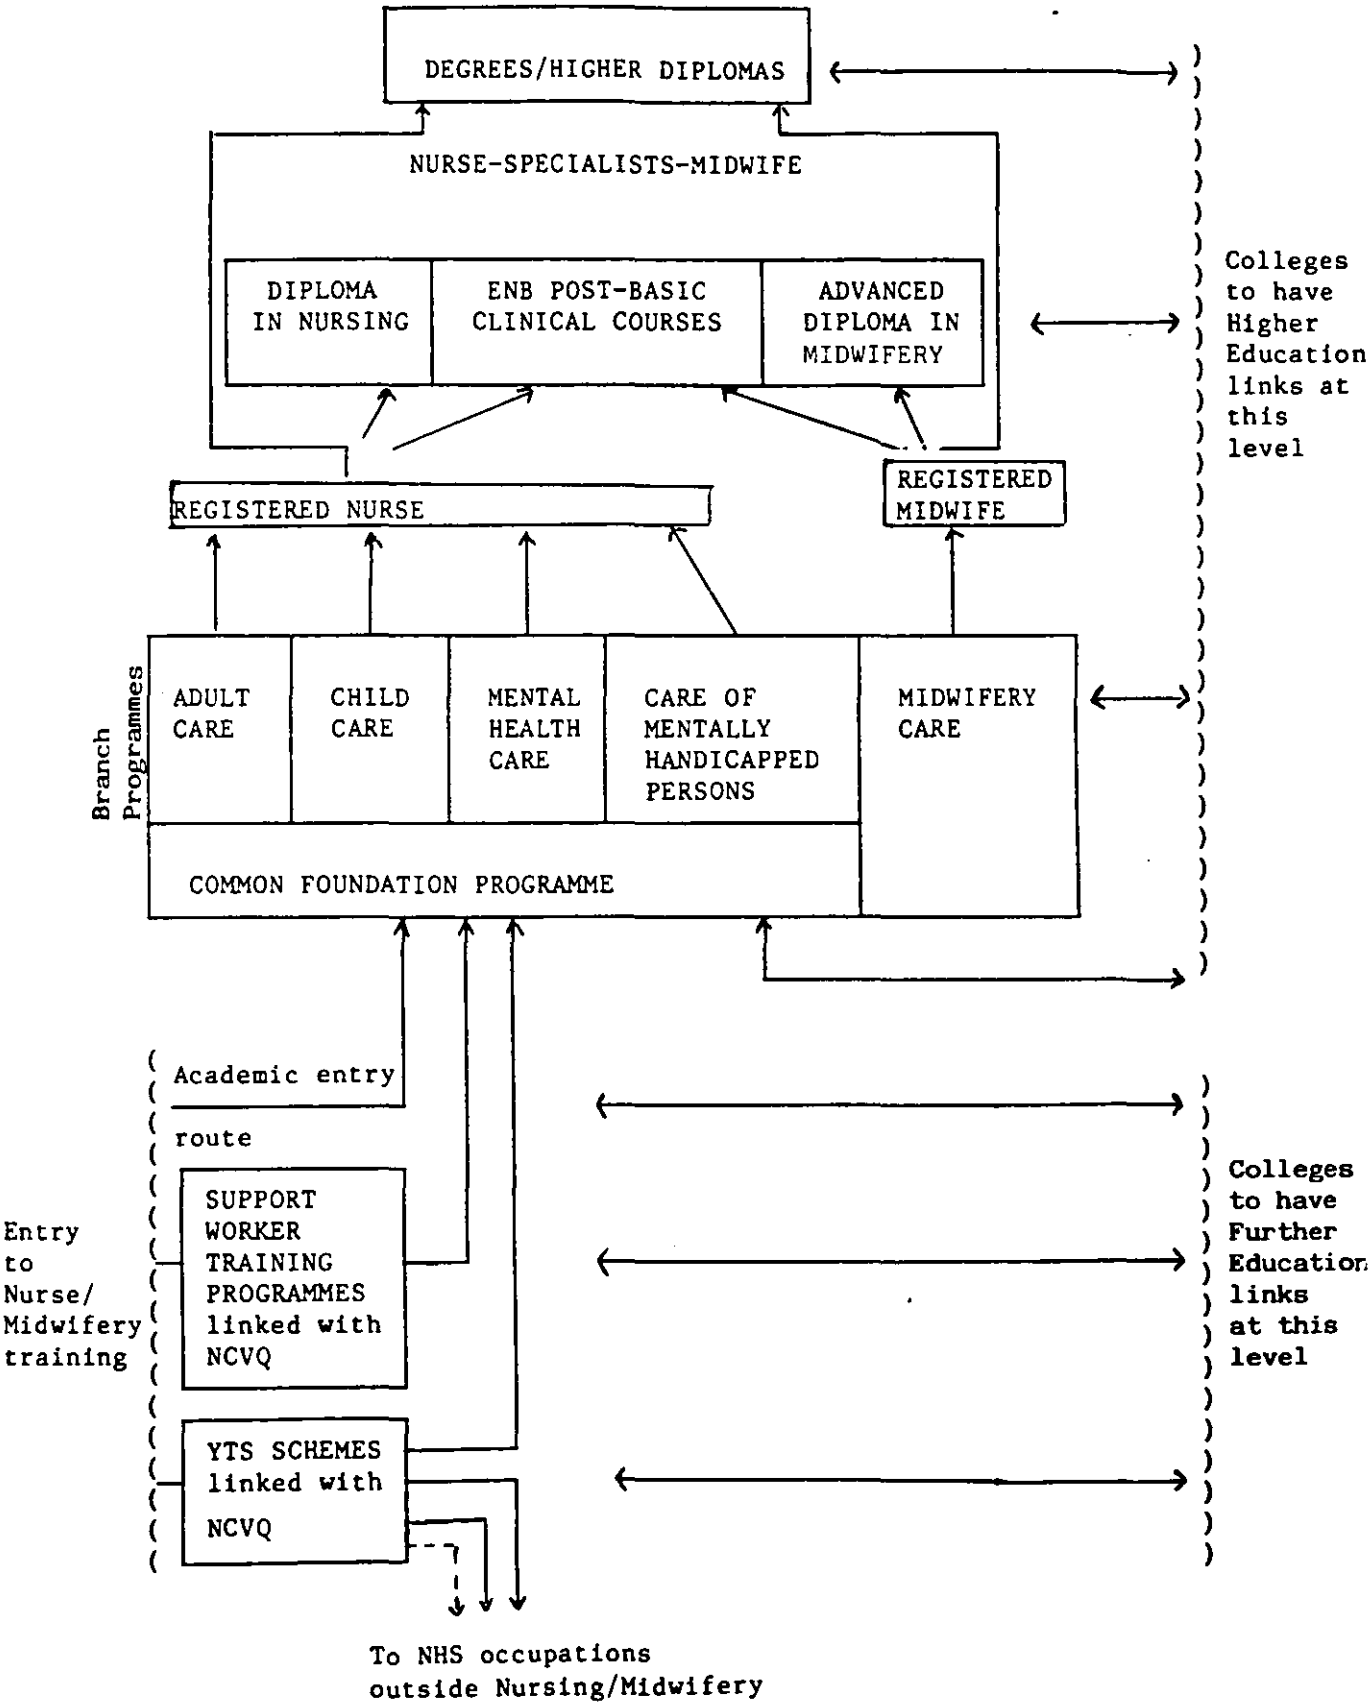 DEGREES/HIGHER DIPLOMAS
NURSE-SPECIALISTS-MIDWIFE
DIPLOMA
IN NURSING
ENB POST-BASIC
CLINICAL COURSES
ADVANCED
DIPLOMA IN
MIDWIFERY
Colleges
to have
Higher
Education
links at
this
level
REGISTERED NURSE
REGISTERED
MIDWIFE
Branch
Programmes
ADULT
CARE
CHILD
CARE
MENTAL
HEALTH
CARE
CARE OF
MENTALLY
HANDICAPPED
PERSONS
MIDWIFERY
CARE
COMMON FOUNDATION PROGRAMME
Academic entry
route
Entry
to
Nurse/
Midwifery
training
SUPPORT
WORKER
TRAINING
PROGRAMMES
linked with
NCVQ
Colleges
to have
Further
Education
links
at this
level
YTS SCHEMES
linked with
NCVQ
To NHS occupations
outside Nursing/Midwifery